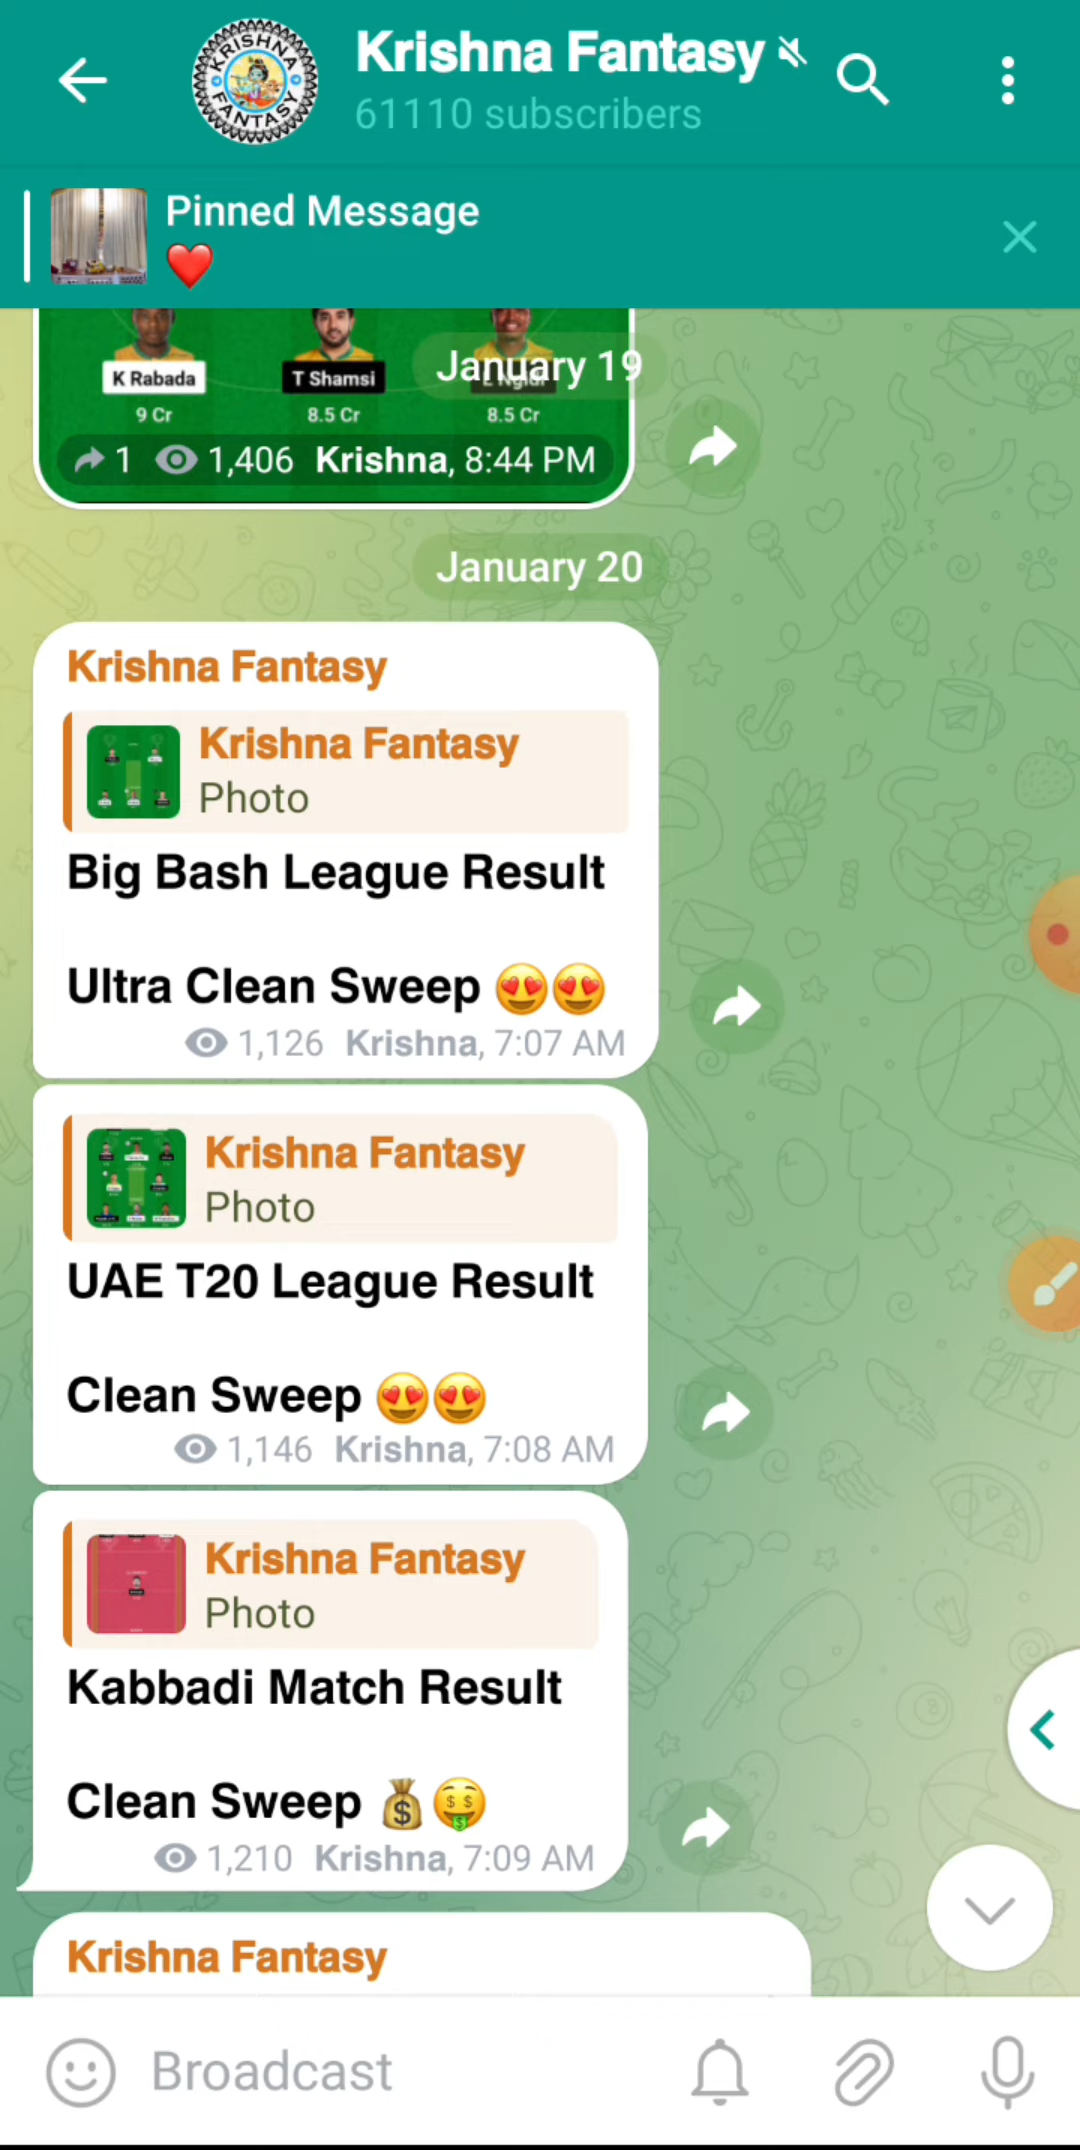 KRISHNA
FANTASY
Krishna Fantasy
61110 subscribers
Pinned Message
K Rabada
T Shamsi
January 19
9 Cr
8.5 Cr
8.5 Cr
1 1,406 Krishna, 8:44 PM
January 20
Krishna Fantasy
Krishna Fantasy
Photo
Big Bash League Result
Ultra Clean Sweep
1,126 Krishna, 7:07 AM
Krishna Fantasy
Photo
UAE T20 League Result
Clean Sweep
1,146 Krishna, 7:08 AM
Krishna Fantasy
Photo
Kabbadi Match Result
Clean Sweep
1,210 Krishna, 7:09 AM
Krishna Fantasy
Broadcast